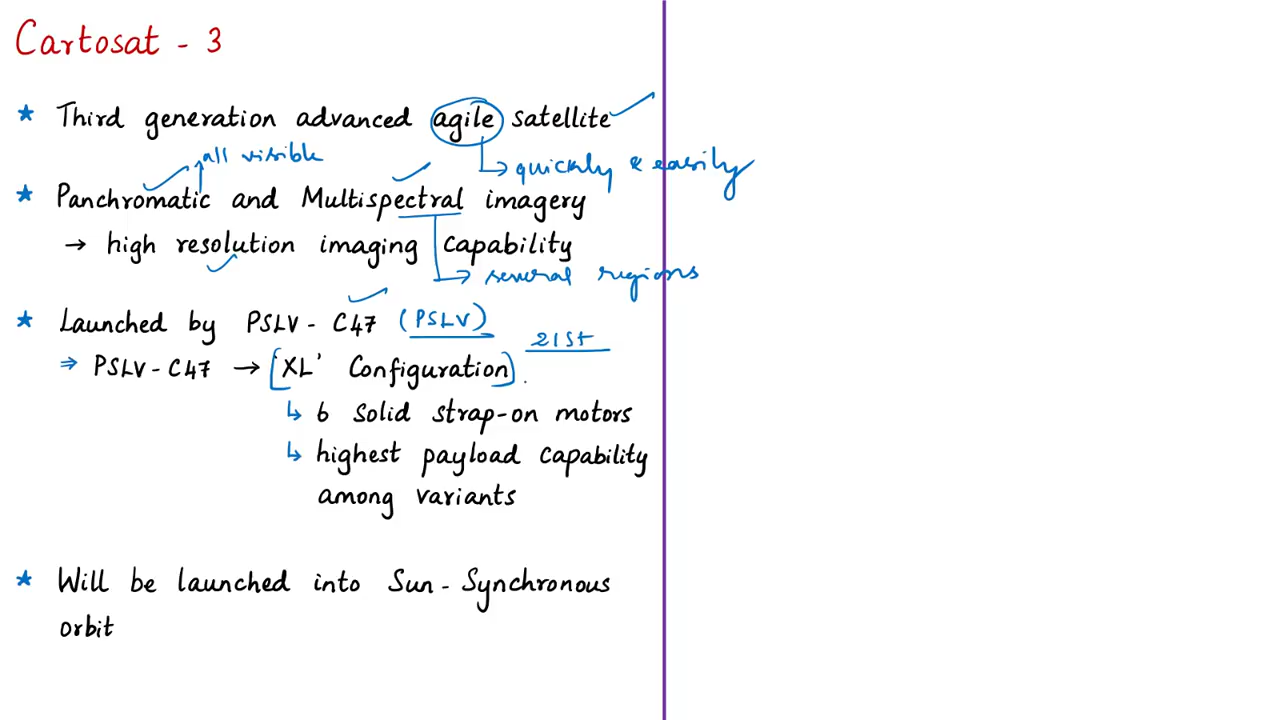 Cartosat - 3
★ Third generation advanced agile satellite
all visible
→ quickly & easily
★ Panchromatic and Multispectral imagery
→ high resolution imaging capability
→ several regions
★ Launched by PSLV - C47 (PSLV)
21st
⇒ PSLV - C47 → ['XL' Configuration]
↳ 6 solid strap-on motors
↳ highest payload capability
among variants
★ Will be launched into Sun - Synchronous
orbit